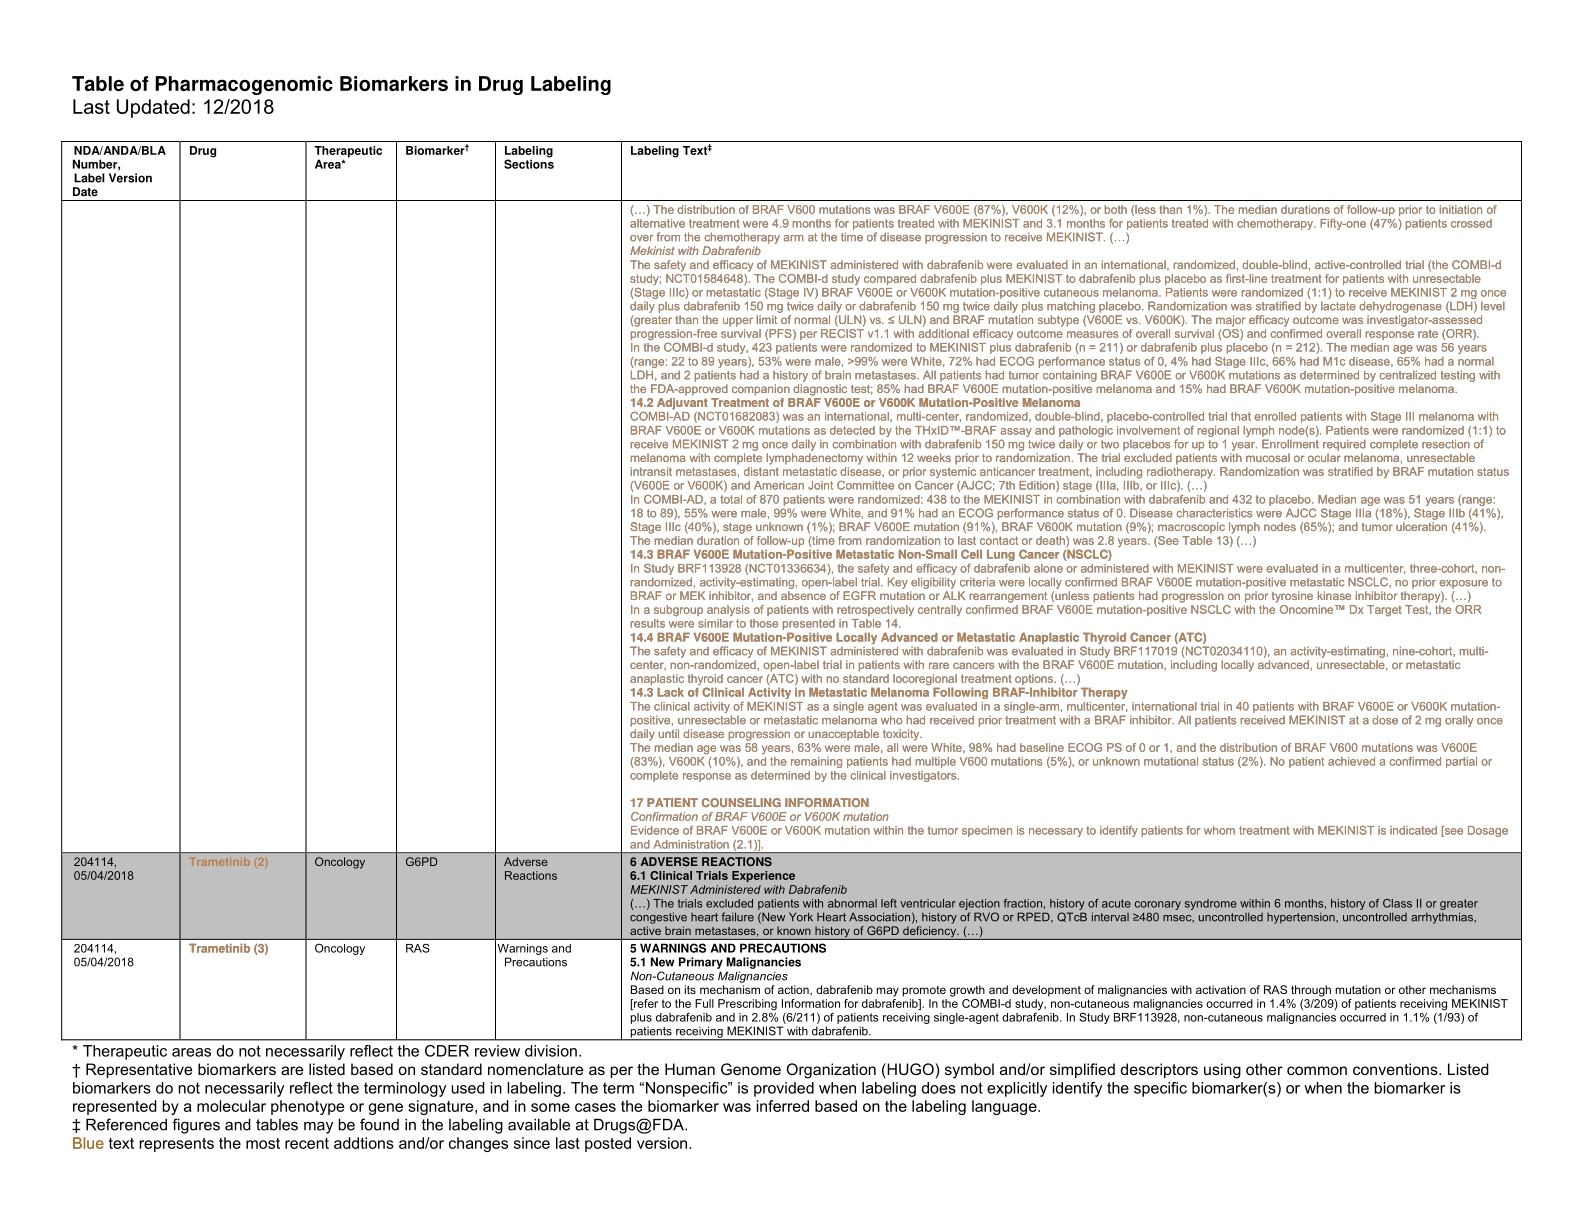 Table of Pharmacogenomic Biomarkers in Drug Labeling
Last Updated: 12/2018
NDA/ANDA/BLA Number, Label Version Date
Drug
Therapeutic Area*
Biomarker†
Labeling Sections
Labeling Text‡
(…) The distribution of BRAF V600 mutations was BRAF V600E (87%), V600K (12%), or both (less than 1%). The median durations of follow-up prior to initiation of
alternative treatment were 4.9 months for patients treated with MEKINIST and 3.1 months for patients treated with chemotherapy. Fifty-one (47%) patients crossed
over from the chemotherapy arm at the time of disease progression to receive MEKINIST. (…)
Mekinist with Dabrafenib
The safety and efficacy of MEKINIST administered with dabrafenib were evaluated in an international, randomized, double-blind, active-controlled trial (the COMBI-d
study; NCT01584648). The COMBI-d study compared dabrafenib plus MEKINIST to dabrafenib plus placebo as first-line treatment for patients with unresectable
(Stage IIIc) or metastatic (Stage IV) BRAF V600E or V600K mutation-positive cutaneous melanoma. Patients were randomized (1:1) to receive MEKINIST 2 mg once
daily plus dabrafenib 150 mg twice daily or dabrafenib 150 mg twice daily plus matching placebo. Randomization was stratified by lactate dehydrogenase (LDH) level
(greater than the upper limit of normal (ULN) vs. ≤ ULN) and BRAF mutation subtype (V600E vs. V600K). The major efficacy outcome was investigator-assessed
progression-free survival (PFS) per RECIST v1.1 with additional efficacy outcome measures of overall survival (OS) and confirmed overall response rate (ORR).
In the COMBI-d study, 423 patients were randomized to MEKINIST plus dabrafenib (n = 211) or dabrafenib plus placebo (n = 212). The median age was 56 years
(range: 22 to 89 years), 53% were male, >99% were White, 72% had ECOG performance status of 0, 4% had Stage IIIc, 66% had M1c disease, 65% had a normal
LDH, and 2 patients had a history of brain metastases. All patients had tumor containing BRAF V600E or V600K mutations as determined by centralized testing with
the FDA-approved companion diagnostic test; 85% had BRAF V600E mutation-positive melanoma and 15% had BRAF V600K mutation-positive melanoma.
14.2 Adjuvant Treatment of BRAF V600E or V600K Mutation-Positive Melanoma
COMBI-AD (NCT01682083) was an international, multi-center, randomized, double-blind, placebo-controlled trial that enrolled patients with Stage III melanoma with
BRAF V600E or V600K mutations as detected by the THxID™-BRAF assay and pathologic involvement of regional lymph node(s). Patients were randomized (1:1) to
receive MEKINIST 2 mg once daily in combination with dabrafenib 150 mg twice daily or two placebos for up to 1 year. Enrollment required complete resection of
melanoma with complete lymphadenectomy within 12 weeks prior to randomization. The trial excluded patients with mucosal or ocular melanoma, unresectable
intransit metastases, distant metastatic disease, or prior systemic anticancer treatment, including radiotherapy. Randomization was stratified by BRAF mutation status
(V600E or V600K) and American Joint Committee on Cancer (AJCC; 7th Edition) stage (IIIa, IIIb, or IIIc). (…)
In COMBI-AD, a total of 870 patients were randomized: 438 to the MEKINIST in combination with dabrafenib and 432 to placebo. Median age was 51 years (range:
18 to 89), 55% were male, 99% were White, and 91% had an ECOG performance status of 0. Disease characteristics were AJCC Stage IIIa (18%), Stage IIIb (41%),
Stage IIIc (40%), stage unknown (1%); BRAF V600E mutation (91%), BRAF V600K mutation (9%); macroscopic lymph nodes (65%); and tumor ulceration (41%).
The median duration of follow-up (time from randomization to last contact or death) was 2.8 years. (See Table 13) (…)
14.3 BRAF V600E Mutation-Positive Metastatic Non-Small Cell Lung Cancer (NSCLC)
In Study BRF113928 (NCT01336634), the safety and efficacy of dabrafenib alone or administered with MEKINIST were evaluated in a multicenter, three-cohort, non-
randomized, activity-estimating, open-label trial. Key eligibility criteria were locally confirmed BRAF V600E mutation-positive metastatic NSCLC, no prior exposure to
BRAF or MEK inhibitor, and absence of EGFR mutation or ALK rearrangement (unless patients had progression on prior tyrosine kinase inhibitor therapy). (…)
In a subgroup analysis of patients with retrospectively centrally confirmed BRAF V600E mutation-positive NSCLC with the Oncomine™ Dx Target Test, the ORR
results were similar to those presented in Table 14.
14.4 BRAF V600E Mutation-Positive Locally Advanced or Metastatic Anaplastic Thyroid Cancer (ATC)
The safety and efficacy of MEKINIST administered with dabrafenib was evaluated in Study BRF117019 (NCT02034110), an activity-estimating, nine-cohort, multi-
center, non-randomized, open-label trial in patients with rare cancers with the BRAF V600E mutation, including locally advanced, unresectable, or metastatic
anaplastic thyroid cancer (ATC) with no standard locoregional treatment options. (…)
14.3 Lack of Clinical Activity in Metastatic Melanoma Following BRAF-Inhibitor Therapy
The clinical activity of MEKINIST as a single agent was evaluated in a single-arm, multicenter, international trial in 40 patients with BRAF V600E or V600K mutation-
positive, unresectable or metastatic melanoma who had received prior treatment with a BRAF inhibitor. All patients received MEKINIST at a dose of 2 mg orally once
daily until disease progression or unacceptable toxicity.
The median age was 58 years, 63% were male, all were White, 98% had baseline ECOG PS of 0 or 1, and the distribution of BRAF V600 mutations was V600E
(83%), V600K (10%), and the remaining patients had multiple V600 mutations (5%), or unknown mutational status (2%). No patient achieved a confirmed partial or
complete response as determined by the clinical investigators.
17 PATIENT COUNSELING INFORMATION
Confirmation of BRAF V600E or V600K mutation
Evidence of BRAF V600E or V600K mutation within the tumor specimen is necessary to identify patients for whom treatment with MEKINIST is indicated [see Dosage
and Administration (2.1)].
204114,
05/04/2018
Trametinib (2)
Oncology
G6PD
Adverse
Reactions
6 ADVERSE REACTIONS
6.1 Clinical Trials Experience
MEKINIST Administered with Dabrafenib
(…) The trials excluded patients with abnormal left ventricular ejection fraction, history of acute coronary syndrome within 6 months, history of Class II or greater
congestive heart failure (New York Heart Association), history of RVO or RPED, QTcB interval ≥480 msec, uncontrolled hypertension, uncontrolled arrhythmias,
active brain metastases, or known history of G6PD deficiency. (…)
204114,
05/04/2018
Trametinib (3)
Oncology
RAS
Warnings and
Precautions
5 WARNINGS AND PRECAUTIONS
5.1 New Primary Malignancies
Non-Cutaneous Malignancies
Based on its mechanism of action, dabrafenib may promote growth and development of malignancies with activation of RAS through mutation or other mechanisms
[refer to the Full Prescribing Information for dabrafenib]. In the COMBI-d study, non-cutaneous malignancies occurred in 1.4% (3/209) of patients receiving MEKINIST
plus dabrafenib and in 2.8% (6/211) of patients receiving single-agent dabrafenib. In Study BRF113928, non-cutaneous malignancies occurred in 1.1% (1/93) of
patients receiving MEKINIST with dabrafenib.
* Therapeutic areas do not necessarily reflect the CDER review division.
† Representative biomarkers are listed based on standard nomenclature as per the Human Genome Organization (HUGO) symbol and/or simplified descriptors using other common conventions. Listed
biomarkers do not necessarily reflect the terminology used in labeling. The term “Nonspecific” is provided when labeling does not explicitly identify the specific biomarker(s) or when the biomarker is
represented by a molecular phenotype or gene signature, and in some cases the biomarker was inferred based on the labeling language.
‡ Referenced figures and tables may be found in the labeling available at Drugs@FDA.
Blue text represents the most recent addtions and/or changes since last posted version.